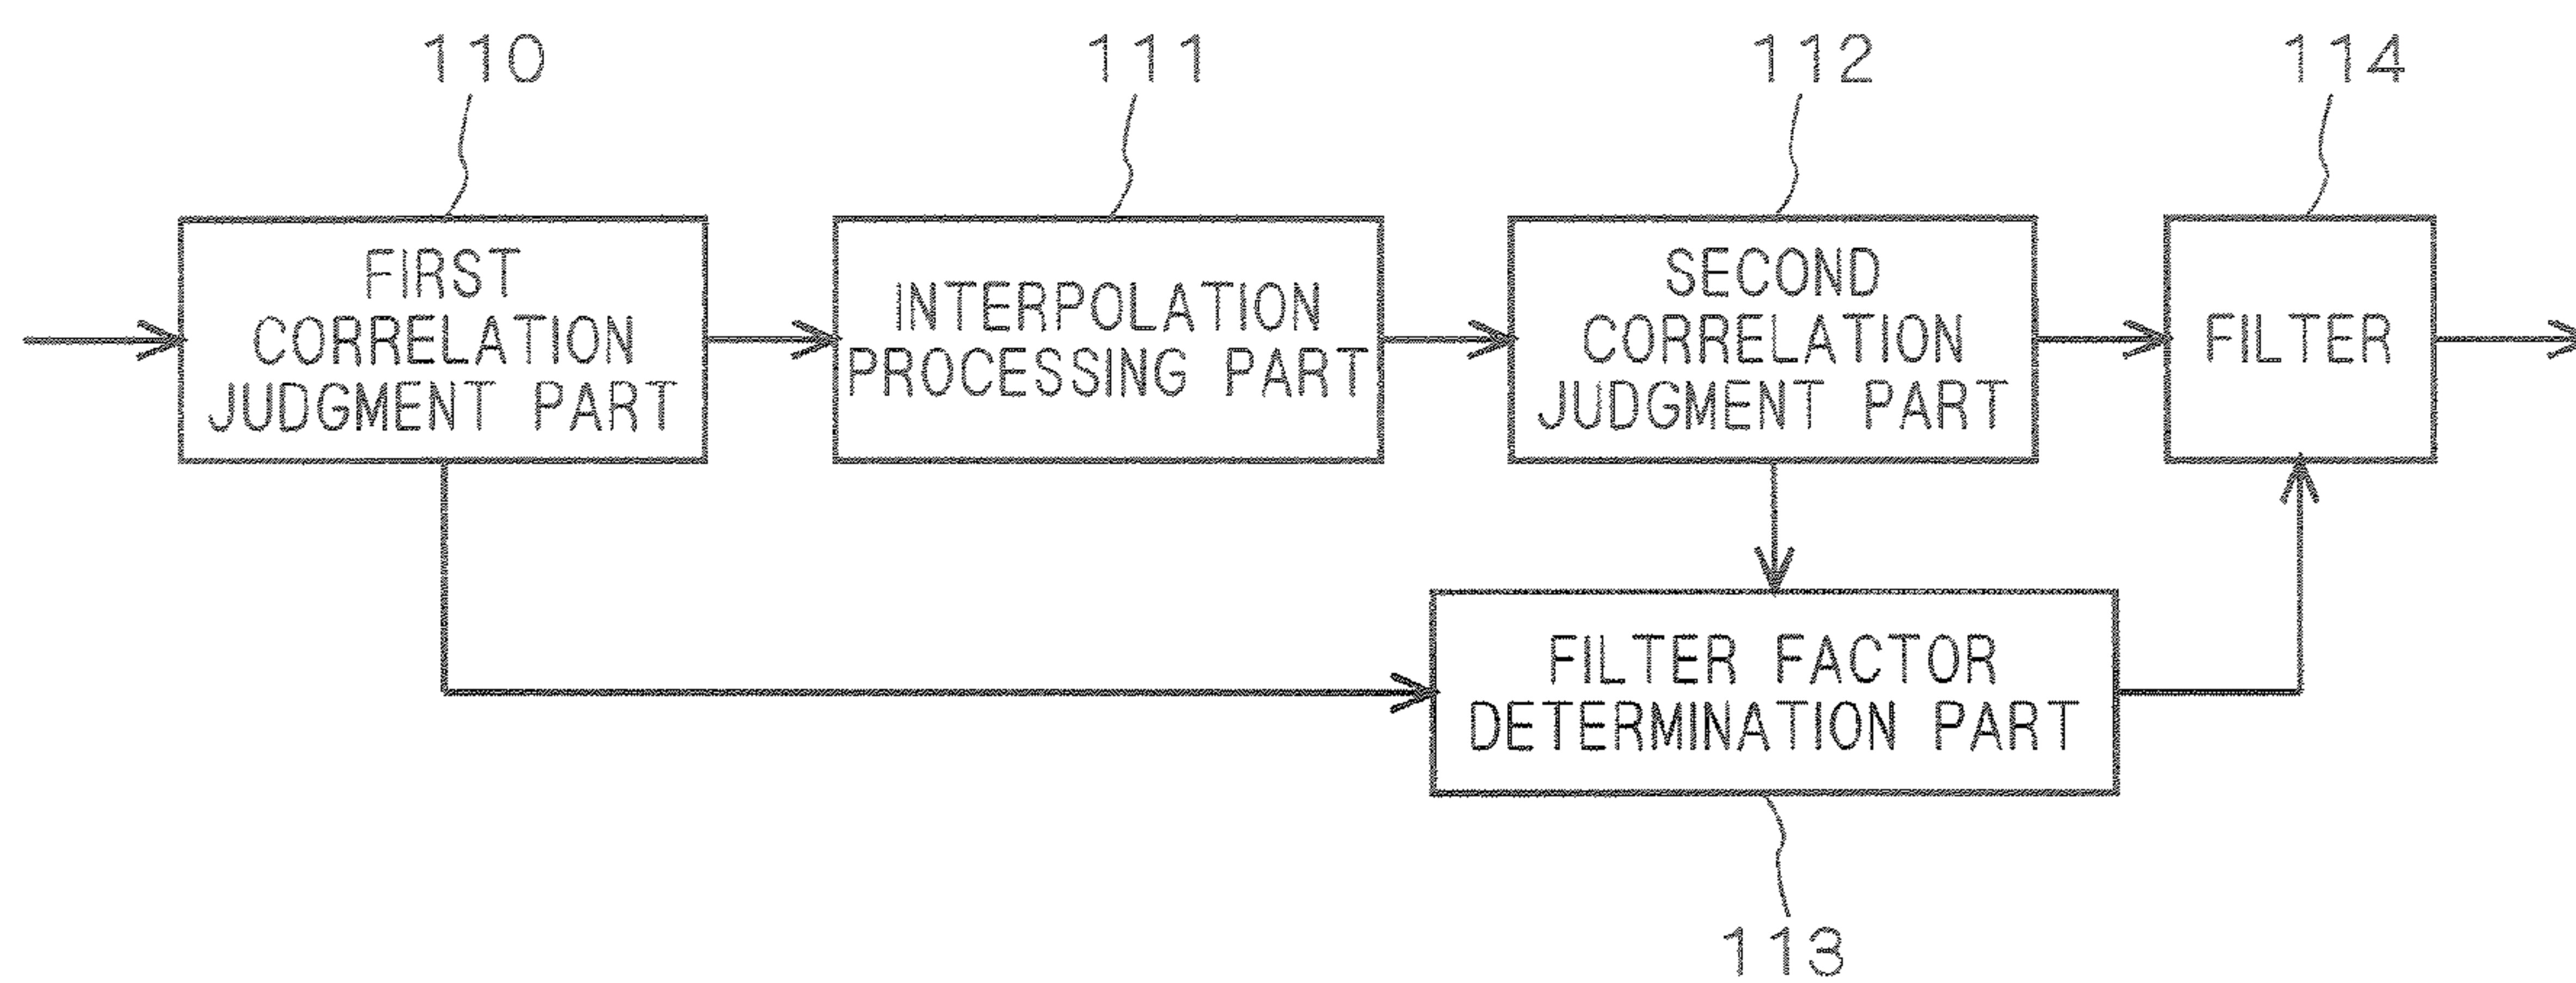 110
111
112
114
FIRST
CORRELATION
JUDGMENT PART
INTERPOLATION
PROCESSING PART
SECOND
CORRELATION
JUDGMENT PART
FILTER
FILTER FACTOR
DETERMINATION PART
113